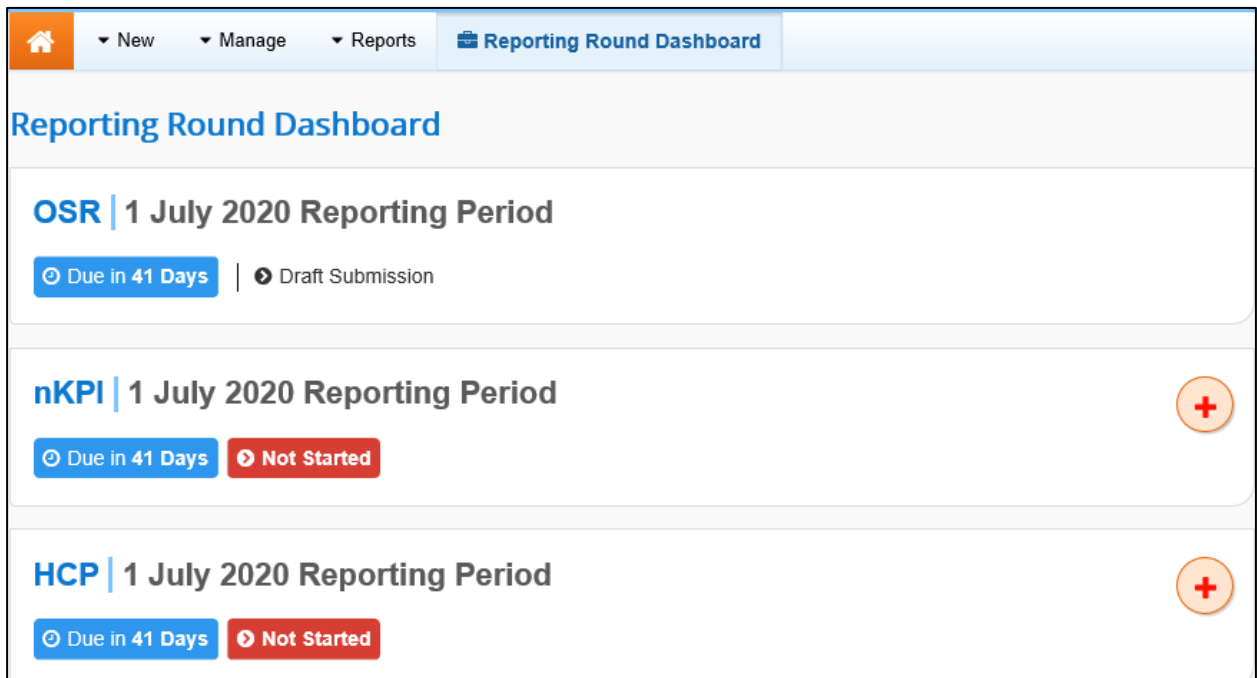 New Manage Reports Reporting Round Dashboard
Reporting Round Dashboard
OSR | 1 July 2020 Reporting Period
Due in 41 Days | Draft Submission
nKPI | 1 July 2020 Reporting Period
Due in 41 Days Not Started
HCP | 1 July 2020 Reporting Period
Due in 41 Days Not Started